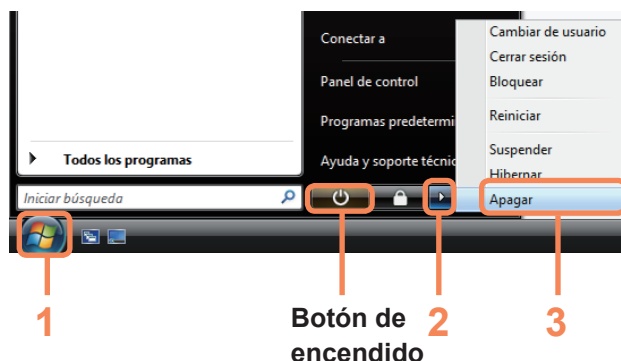 Conectar a
Panel de control
Programas predetermi
Ayuda y soporte técnic
Todos los programas
Iniciar búsqueda
Cambiar de usuario
Cerrar sesión
Bloquear
Reiniciar
Suspender
Hibernar
Apagar
1
Botón de
encendido
2
3